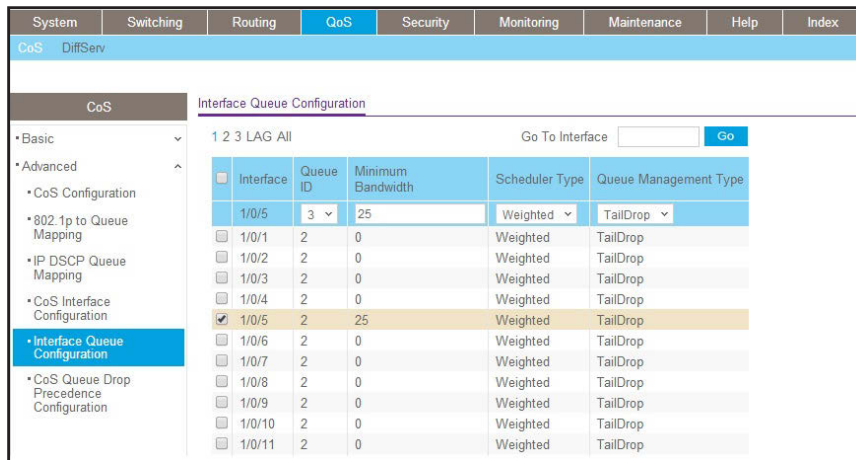 System Switching Routing QoS Security Monitoring Maintenance Help Index
CoS DiffServ
CoS
Basic
Advanced
CoS Configuration
802.1p to Queue
Mapping
IP DSCP Queue
Mapping
CoS Interface
Configuration
Interface Queue
Configuration
CoS Queue Drop
Precedence
Configuration
Interface Queue Configuration
1 2 3 LAG All Go To Interface Go
Interface Queue ID Minimum Bandwidth Scheduler Type Queue Management Type
1/0/5 3 25 Weighted TailDrop
1/0/1 2 0 Weighted TailDrop
1/0/2 2 0 Weighted TailDrop
1/0/3 2 0 Weighted TailDrop
1/0/4 2 0 Weighted TailDrop
1/0/5 2 25 Weighted TailDrop
1/0/6 2 0 Weighted TailDrop
1/0/7 2 0 Weighted TailDrop
1/0/8 2 0 Weighted TailDrop
1/0/9 2 0 Weighted TailDrop
1/0/10 2 0 Weighted TailDrop
1/0/11 2 0 Weighted TailDrop